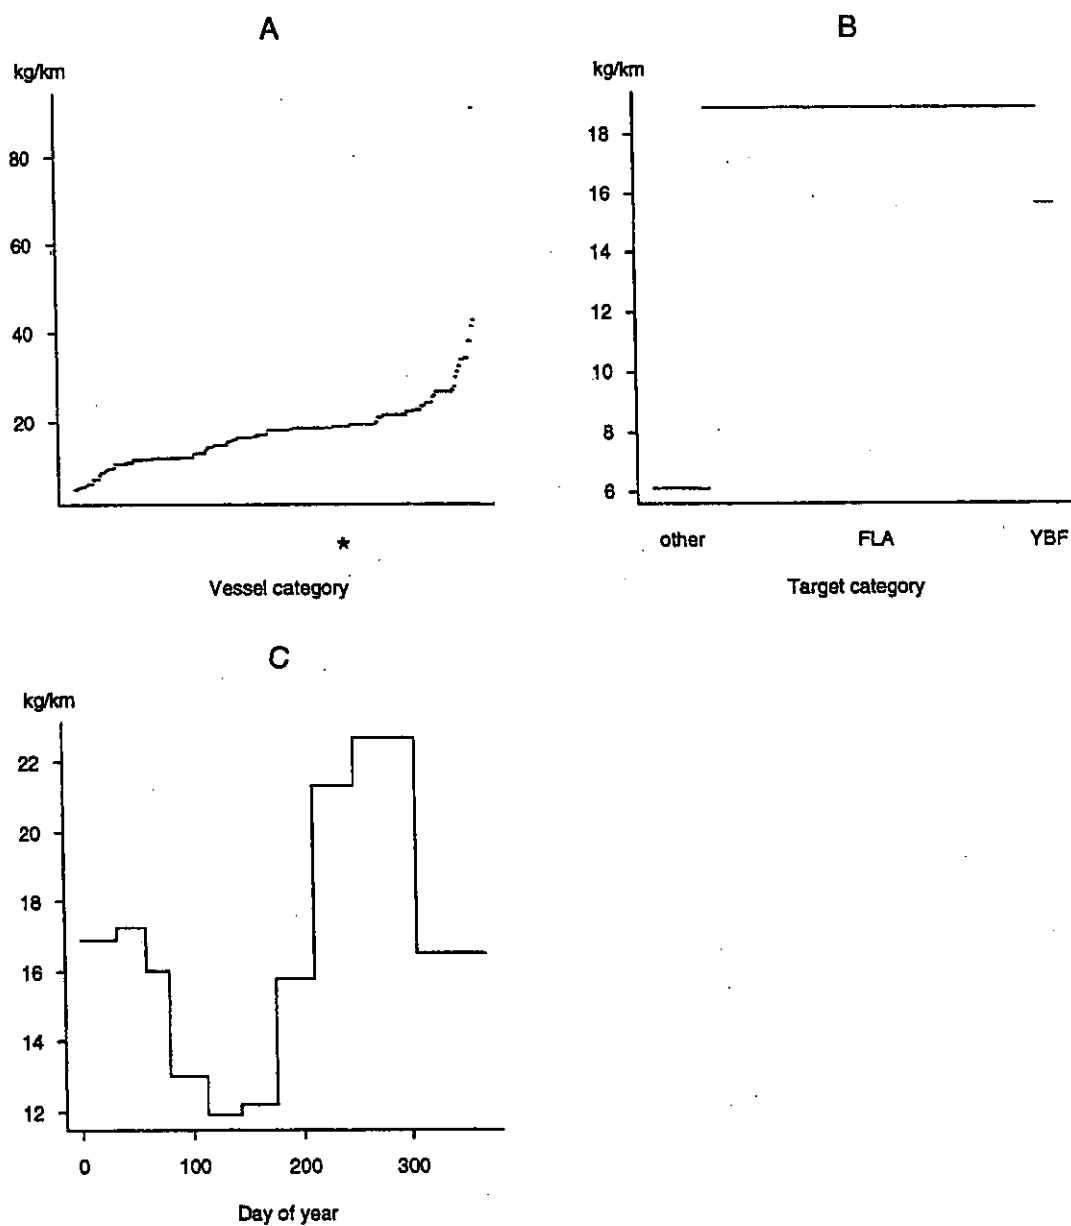 A
kg/km
80
60
40
20
*
Vessel category
B
kg/km
18
16
14
12
10
8
6
other FLA YBF
Target category
C
kg/km
22
20
18
16
14
12
0 100 200 300
Day of year